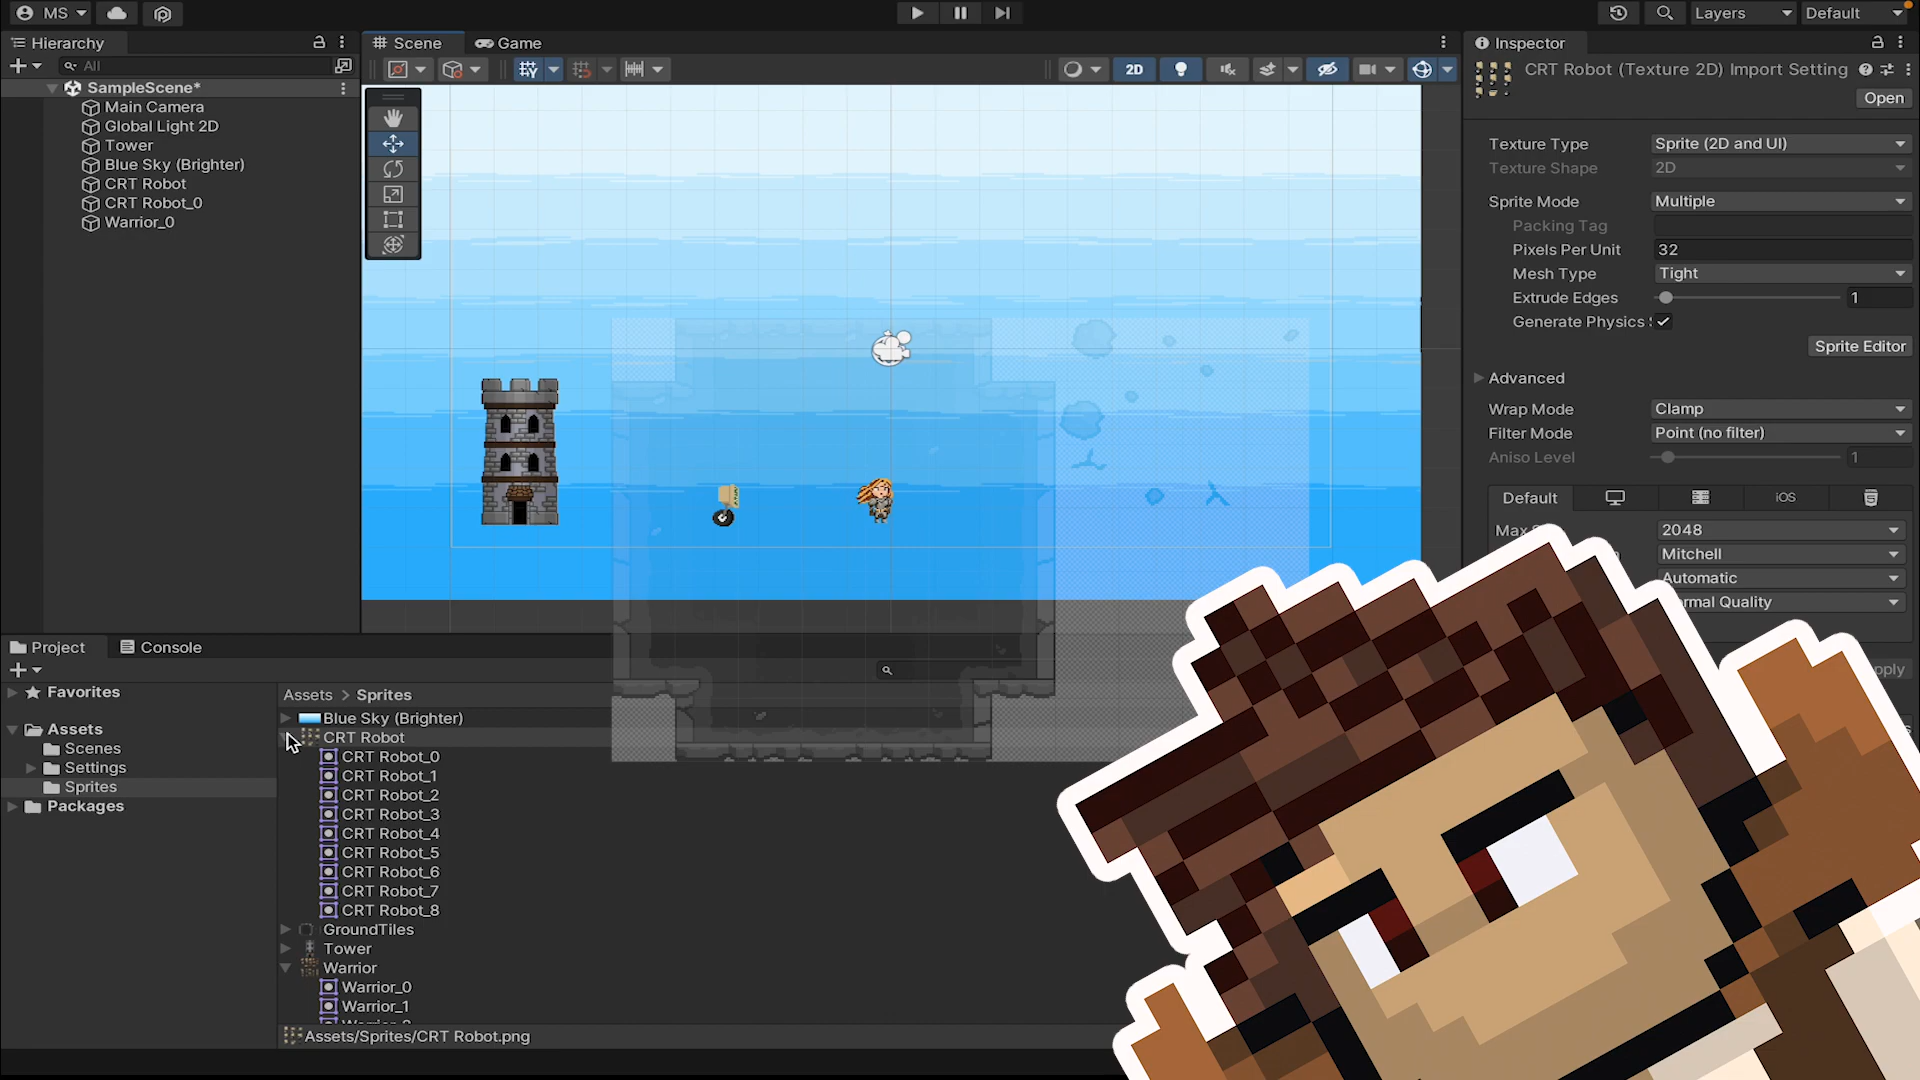 MS
Layers
Default
Hierarchy
Scene
Game
Inspector
All
2D
SampleScene*
Main Camera
Global Light 2D
Tower
Blue Sky (Brighter)
CRT Robot
CRT Robot_0
Warrior_0
CRT Robot (Texture 2D) Import Setting
Open
Texture Type Sprite (2D and UI)
Texture Shape 2D
Sprite Mode Multiple
Packing Tag
Pixels Per Unit 32
Mesh Type Tight
Extrude Edges 1
Generate Physics
Sprite Editor
Advanced
Wrap Mode Clamp
Filter Mode Point (no filter)
Aniso Level 1
Default iOS
Max 2048
Mitchell
Automatic
Quality
Project
Console
Favorites
Assets
Scenes
Settings
Sprites
Packages
Assets > Sprites
Blue Sky (Brighter)
CRT Robot
CRT Robot_0
CRT Robot_1
CRT Robot_2
CRT Robot_3
CRT Robot_4
CRT Robot_5
CRT Robot_6
CRT Robot_7
CRT Robot_8
GroundTiles
Tower
Warrior
Warrior_0
Warrior_1
Assets/Sprites/CRT Robot.png